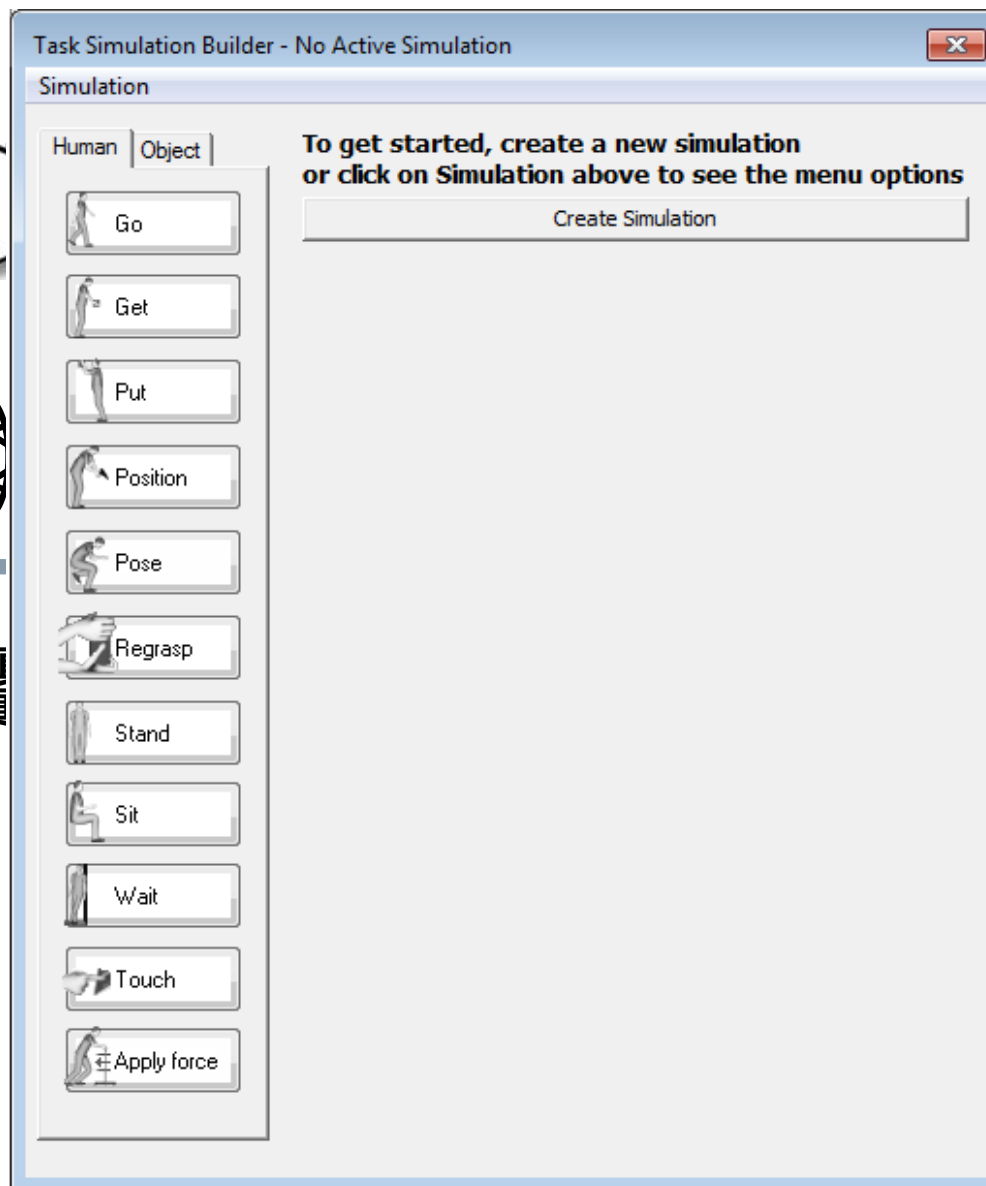 Task Simulation Builder - No Active Simulation
Simulation
Human
Object
To get started, create a new simulation
or click on Simulation above to see the menu options
Create Simulation
Go
Get
Put
Position
Pose
Regrasp
Stand
Sit
Wait
Touch
Apply force